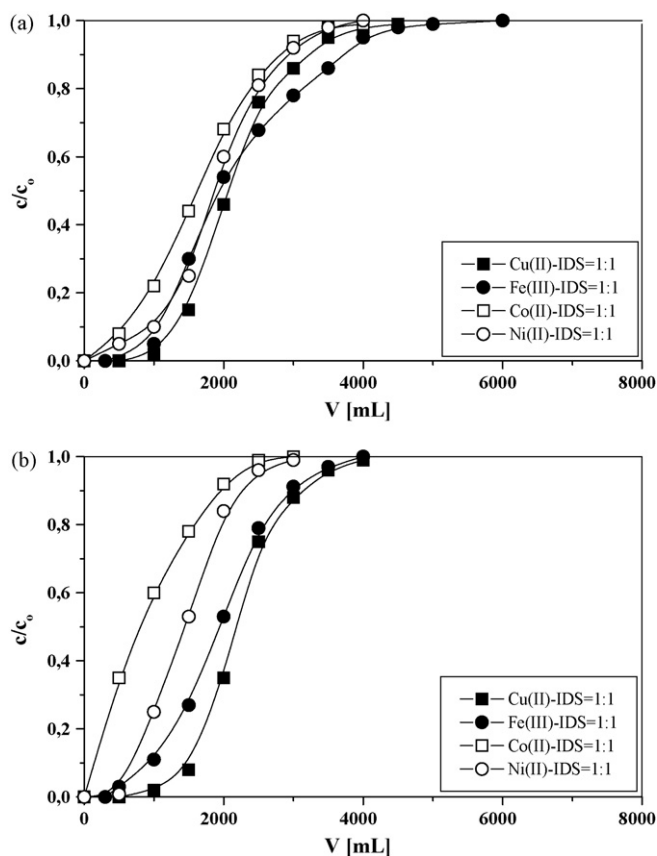 (a)
1,0
0,8
0,6
0,4
0,2
0,0
c/c₀
0 2000 4000 6000 8000
V [mL]
Cu(II)-IDS=1:1
Fe(III)-IDS=1:1
Co(II)-IDS=1:1
Ni(II)-IDS=1:1
(b)
1,0
0,8
0,6
0,4
0,2
0,0
c/c₀
0 2000 4000 6000 8000
V [mL]
Cu(II)-IDS=1:1
Fe(III)-IDS=1:1
Co(II)-IDS=1:1
Ni(II)-IDS=1:1